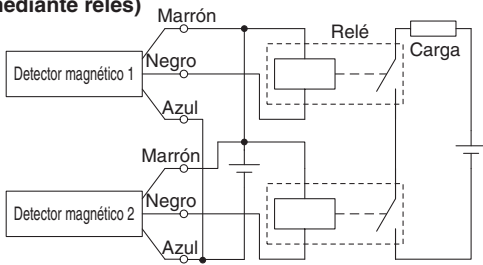 mediante relés)
Marrón
Relé
Carga
Detector magnético 1
Negro
Azul
Marrón
Detector magnético 2
Negro
Azul